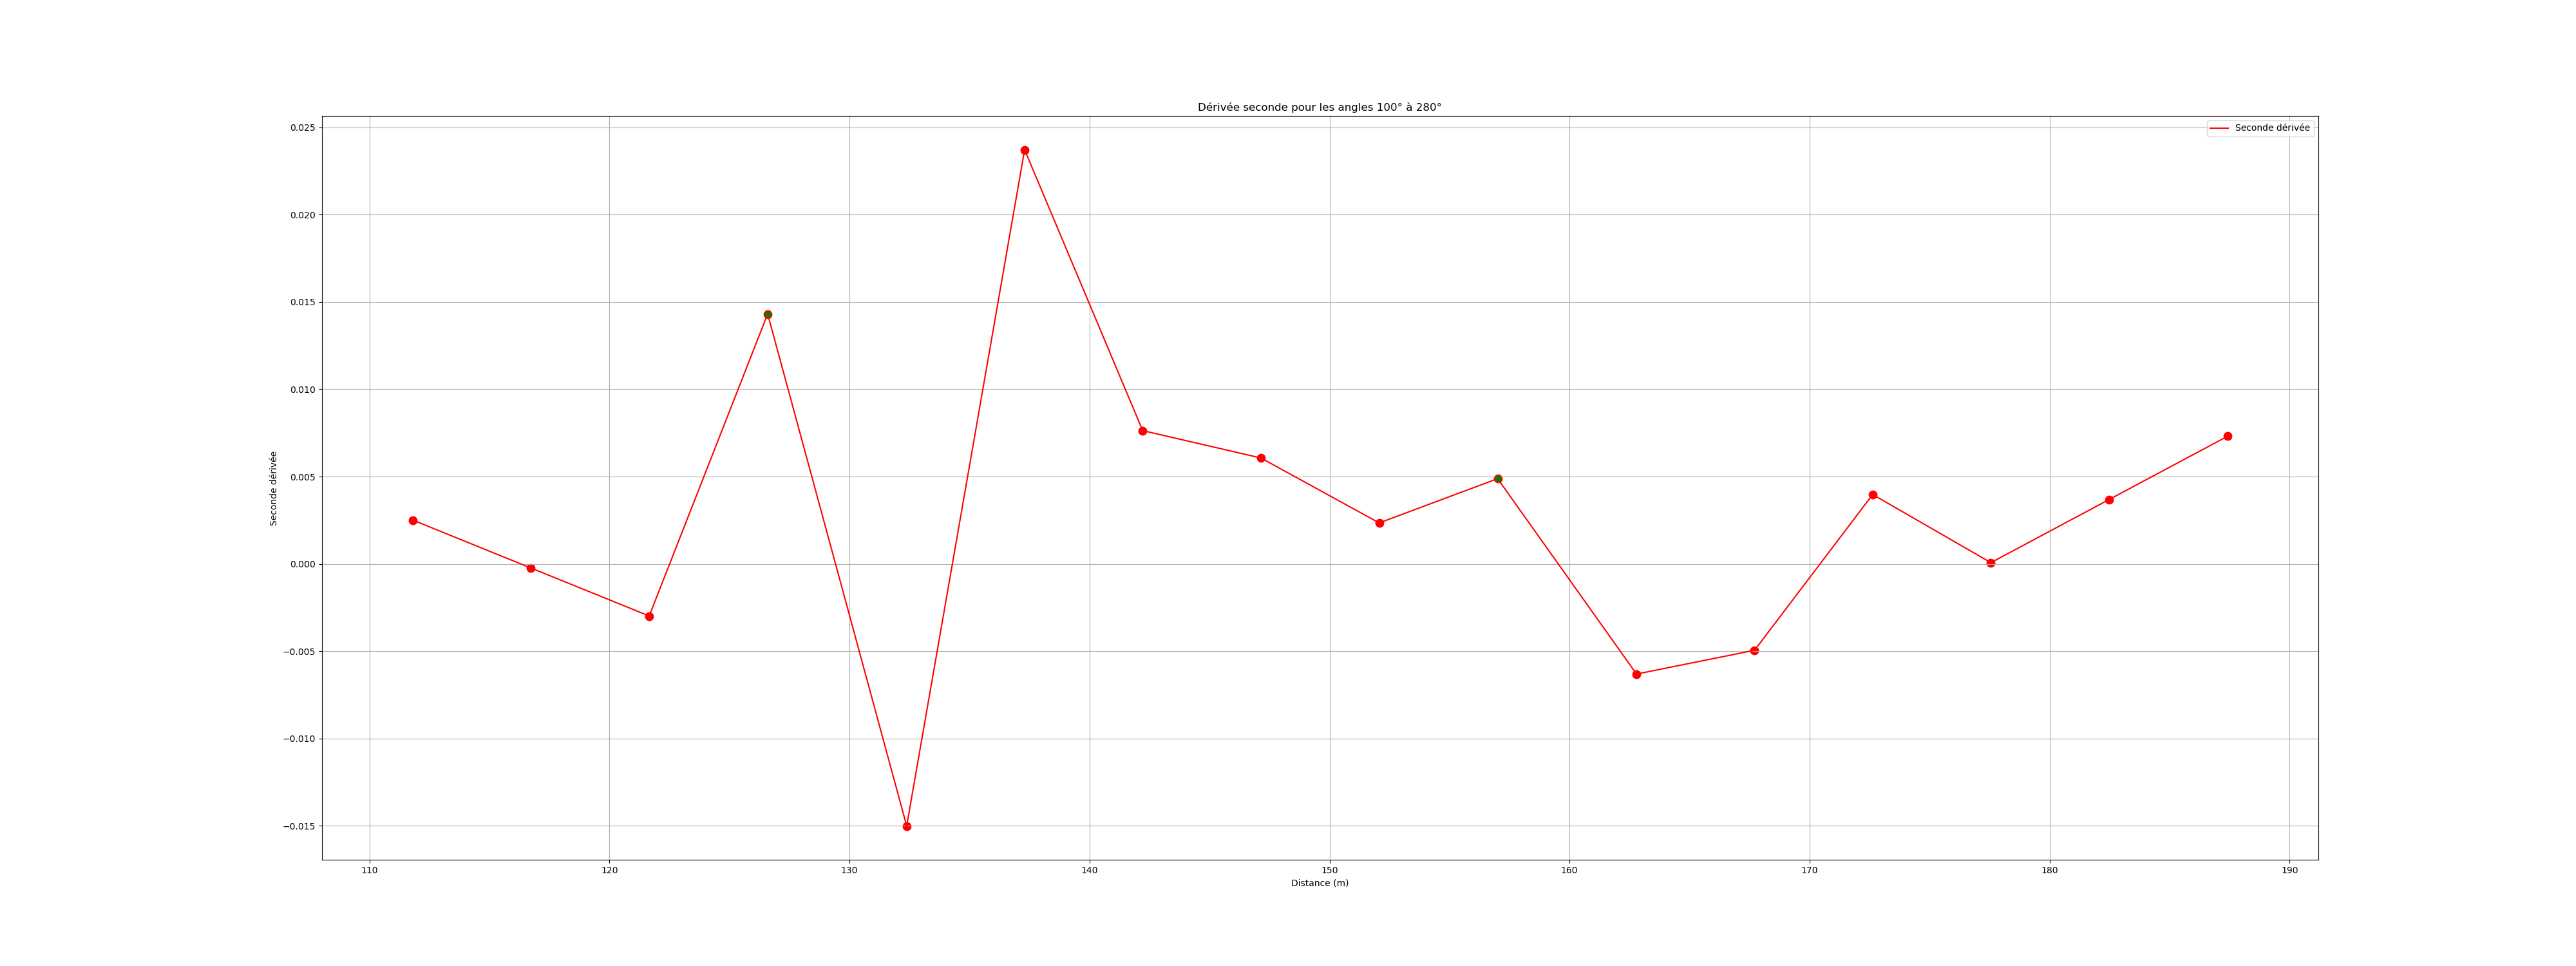 Dérivée seconde pour les angles 100° à 280°
Seconde dérivée
0.025
0.020
0.015
0.010
0.005
0.000
−0.005
−0.010
−0.015
Seconde dérivée
110 120 130 140 150 160 170 180 190
Distance (m)